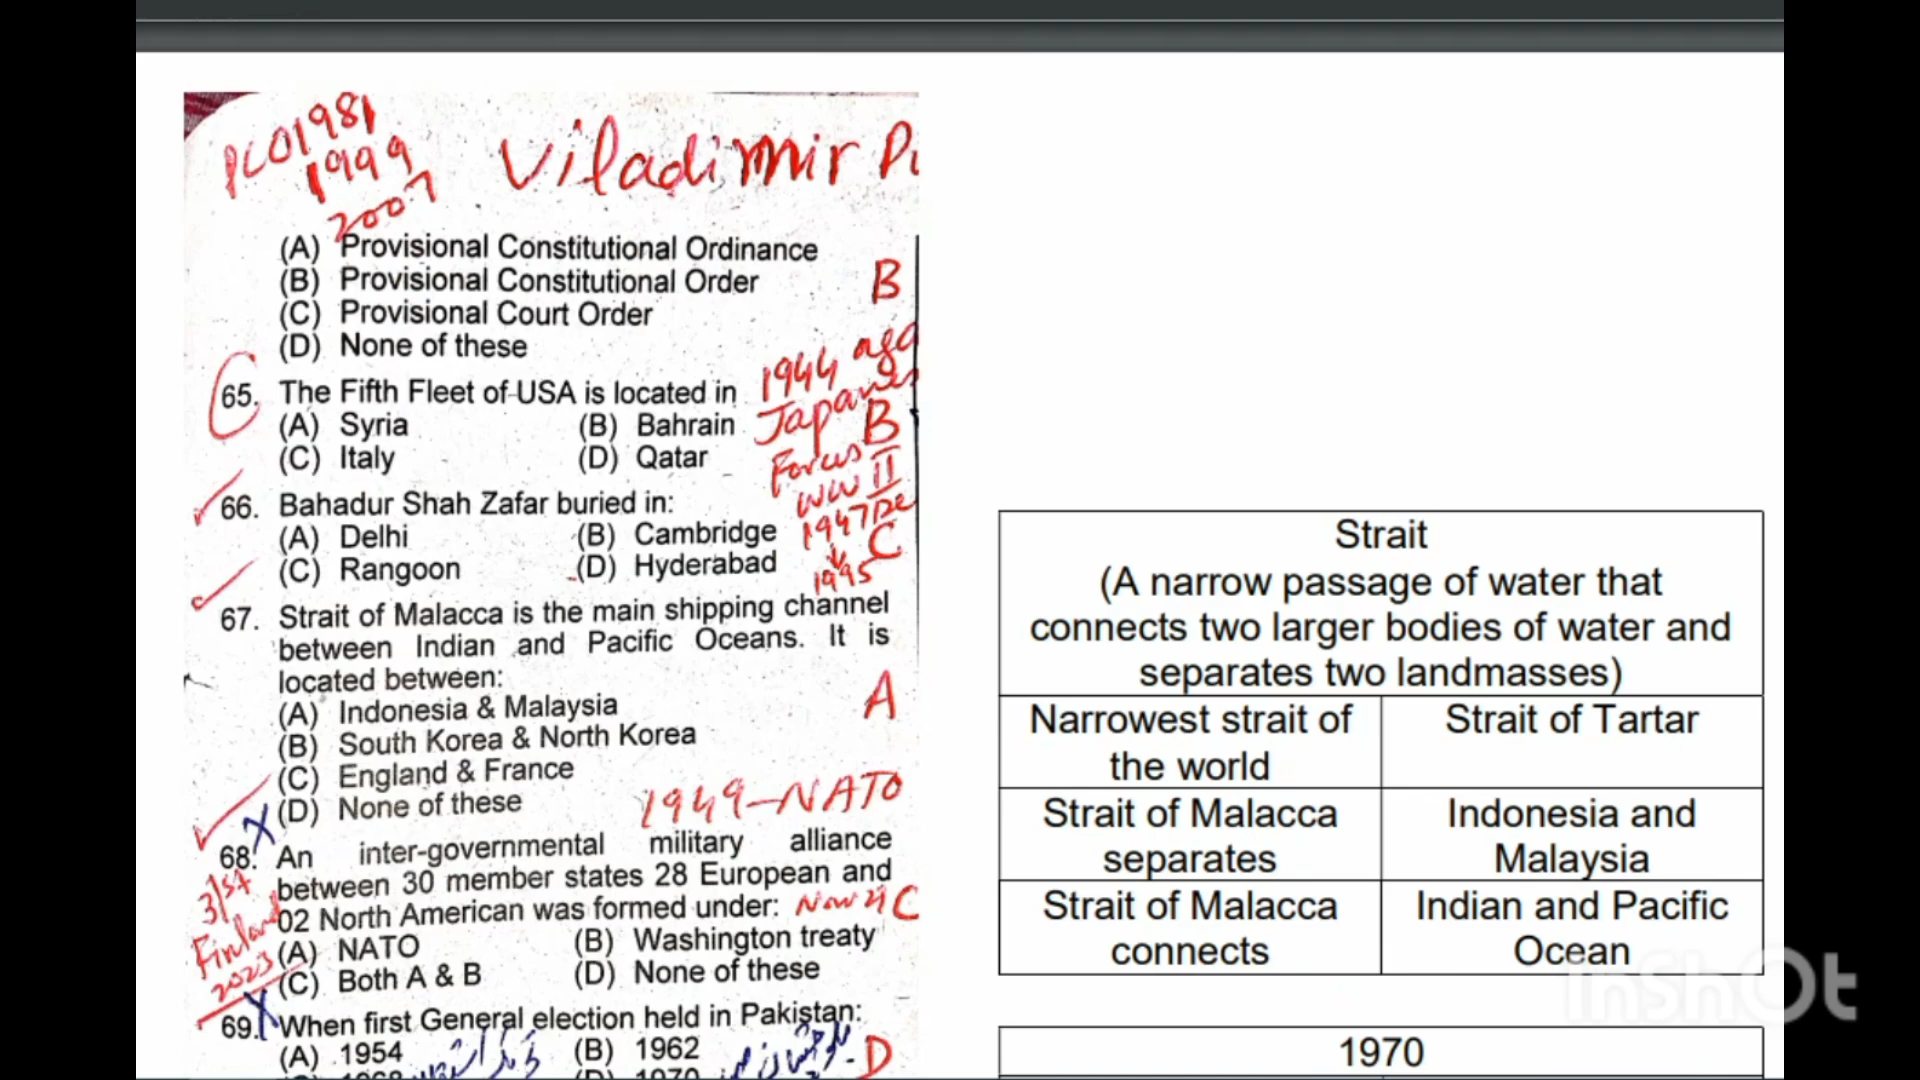 PCO1981
1999
2007
Viladimir
(A) Provisional Constitutional Ordinance
(B) Provisional Constitutional Order
B
(C) Provisional Court Order
(D) None of these
65. The Fifth Fleet of USA is located in
1944
(A) Syria (B) Bahrain
B
(C) Italy (D) Qatar
WW II
66. Bahadur Shah Zafar buried in:
1947
(A) Delhi (B) Cambridge
C
(C) Rangoon (D) Hyderabad
1995
67. Strait of Malacca is the main shipping channel
between Indian and Pacific Oceans. It is
located between:
(A) Indonesia & Malaysia
A
(B) South Korea & North Korea
(C) England & France
(D) None of these
1949-NATO
68. An inter-governmental military alliance
between 30 member states 28 European and
02 North American was formed under:
C
31st
Finland
2023
(A) NATO (B) Washington treaty
(C) Both A & B (D) None of these
69. When first General election held in Pakistan:
(A) 1954 (B) 1962
D
Strait
(A narrow passage of water that
connects two larger bodies of water and
separates two landmasses)
Narrowest strait of
the world
Strait of Tartar
Strait of Malacca
separates
Indonesia and
Malaysia
Strait of Malacca
connects
Indian and Pacific
Ocean
1970
InShOt